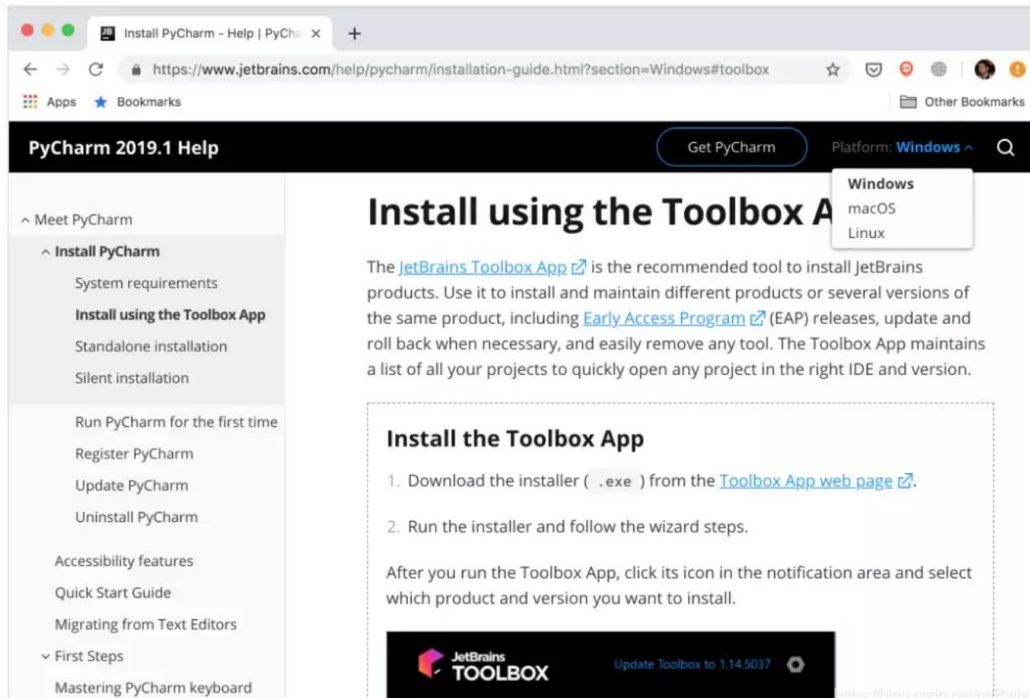 Install PyCharm - Help | PyCha
https://www.jetbrains.com/help/pycharm/installation-guide.html?section=Windows#toolbox
Apps
Bookmarks
Other Bookmarks
PyCharm 2019.1 Help
Get PyCharm
Platform: Windows
Windows
macOS
Linux
Meet PyCharm
Install PyCharm
System requirements
Install using the Toolbox App
Standalone installation
Silent installation
Run PyCharm for the first time
Register PyCharm
Update PyCharm
Uninstall PyCharm
Accessibility features
Quick Start Guide
Migrating from Text Editors
First Steps
Mastering PyCharm keyboard
Install using the Toolbox A
The JetBrains Toolbox App is the recommended tool to install JetBrains
products. Use it to install and maintain different products or several versions of
the same product, including Early Access Program (EAP) releases, update and
roll back when necessary, and easily remove any tool. The Toolbox App maintains
a list of all your projects to quickly open any project in the right IDE and version.
Install the Toolbox App
1. Download the installer ( .exe ) from the Toolbox App web page.
2. Run the installer and follow the wizard steps.
After you run the Toolbox App, click its icon in the notification area and select
which product and version you want to install.
JetBrains
TOOLBOX
Update Toolbox to 1.14.5037